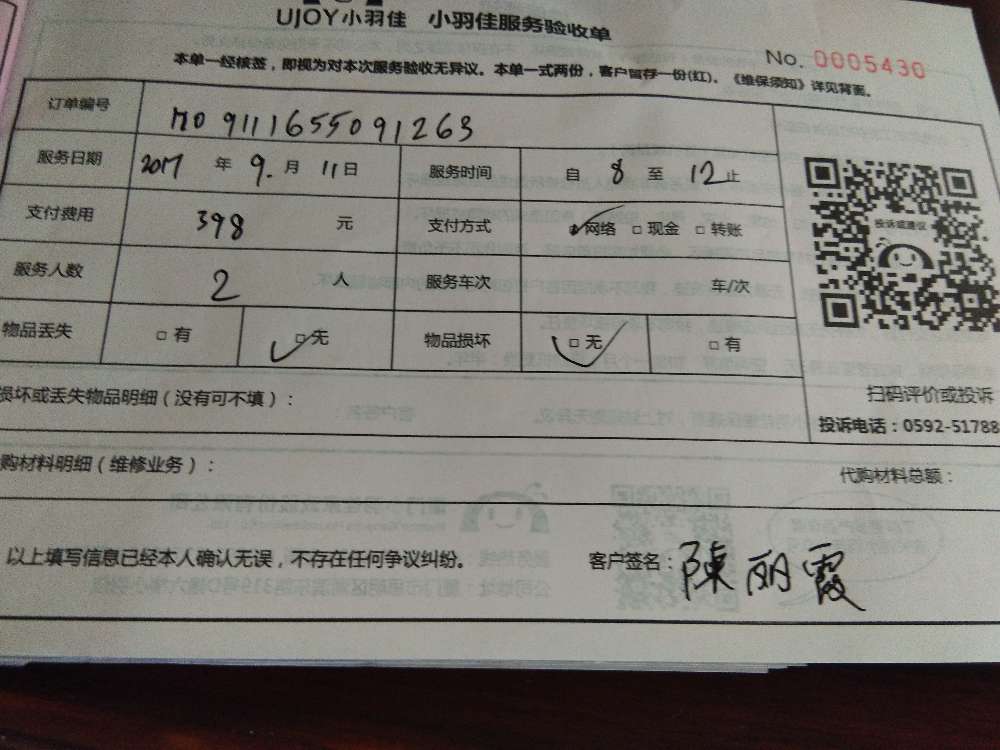 UJOY小羽佳 小羽佳服务验收单
No. 0005430
本单一经核签，即视为对本次服务验收无异议。本单一式两份，客户留存一份(红)。《维保须知》详见背面。
订单编号 M0 9111655091263
服务日期 2017 年 9. 月 11 日 服务时间 自 8 至 12 止
支付费用 398 元 支付方式 ☑网络 □现金 □转账
服务人数 2 人 服务车次 车/次
物品丢失 □有 ☑无 物品损坏 ☑无 □有
投诉或建议
扫码评价或投诉
投诉电话：0592-51788
损坏或丢失物品明细（没有可不填）：
购材料明细（维修业务）： 代购材料总额：
以上填写信息已经本人确认无误，不存在任何争议纠纷。 客户签名：陳丽霞